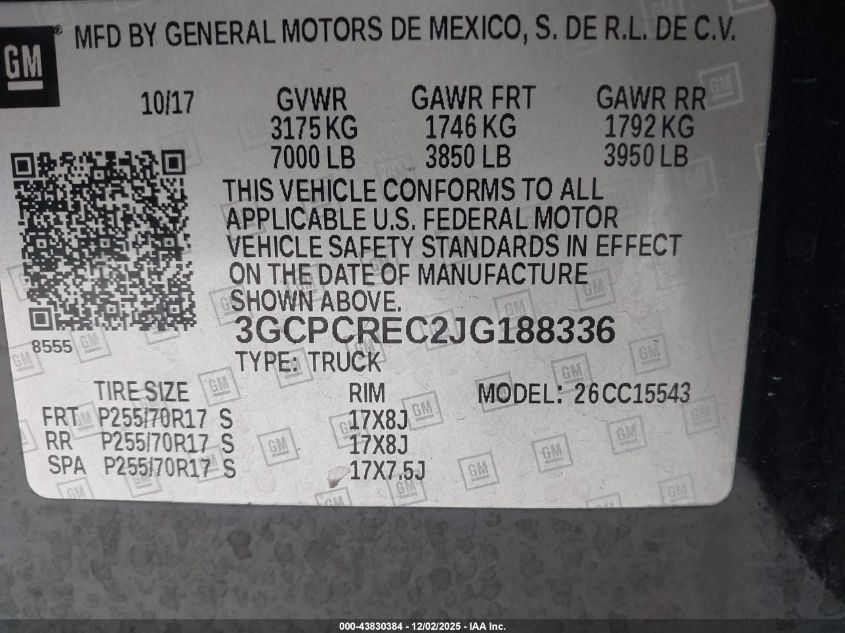 GM® MFD BY GENERAL MOTORS DE MEXICO, S. DE R.L. DE C.V.
10/17 GVWR GAWR FRT GAWR RR
3175 KG 1746 KG 1792 KG
7000 LB 3850 LB 3950 LB
THIS VEHICLE CONFORMS TO ALL
APPLICABLE U.S. FEDERAL MOTOR
VEHICLE SAFETY STANDARDS IN EFFECT
ON THE DATE OF MANUFACTURE
SHOWN ABOVE.
3GCPCREC2JG188336
8555
TYPE: TRUCK
TIRE SIZE RIM MODEL: 26CC15543
FRT P255/70R17 S 17X8J
RR P255/70R17 S 17X8J
SPA P255/70R17 S 17X7.5J
000-43830384 - 12/02/2025 - IAA Inc.